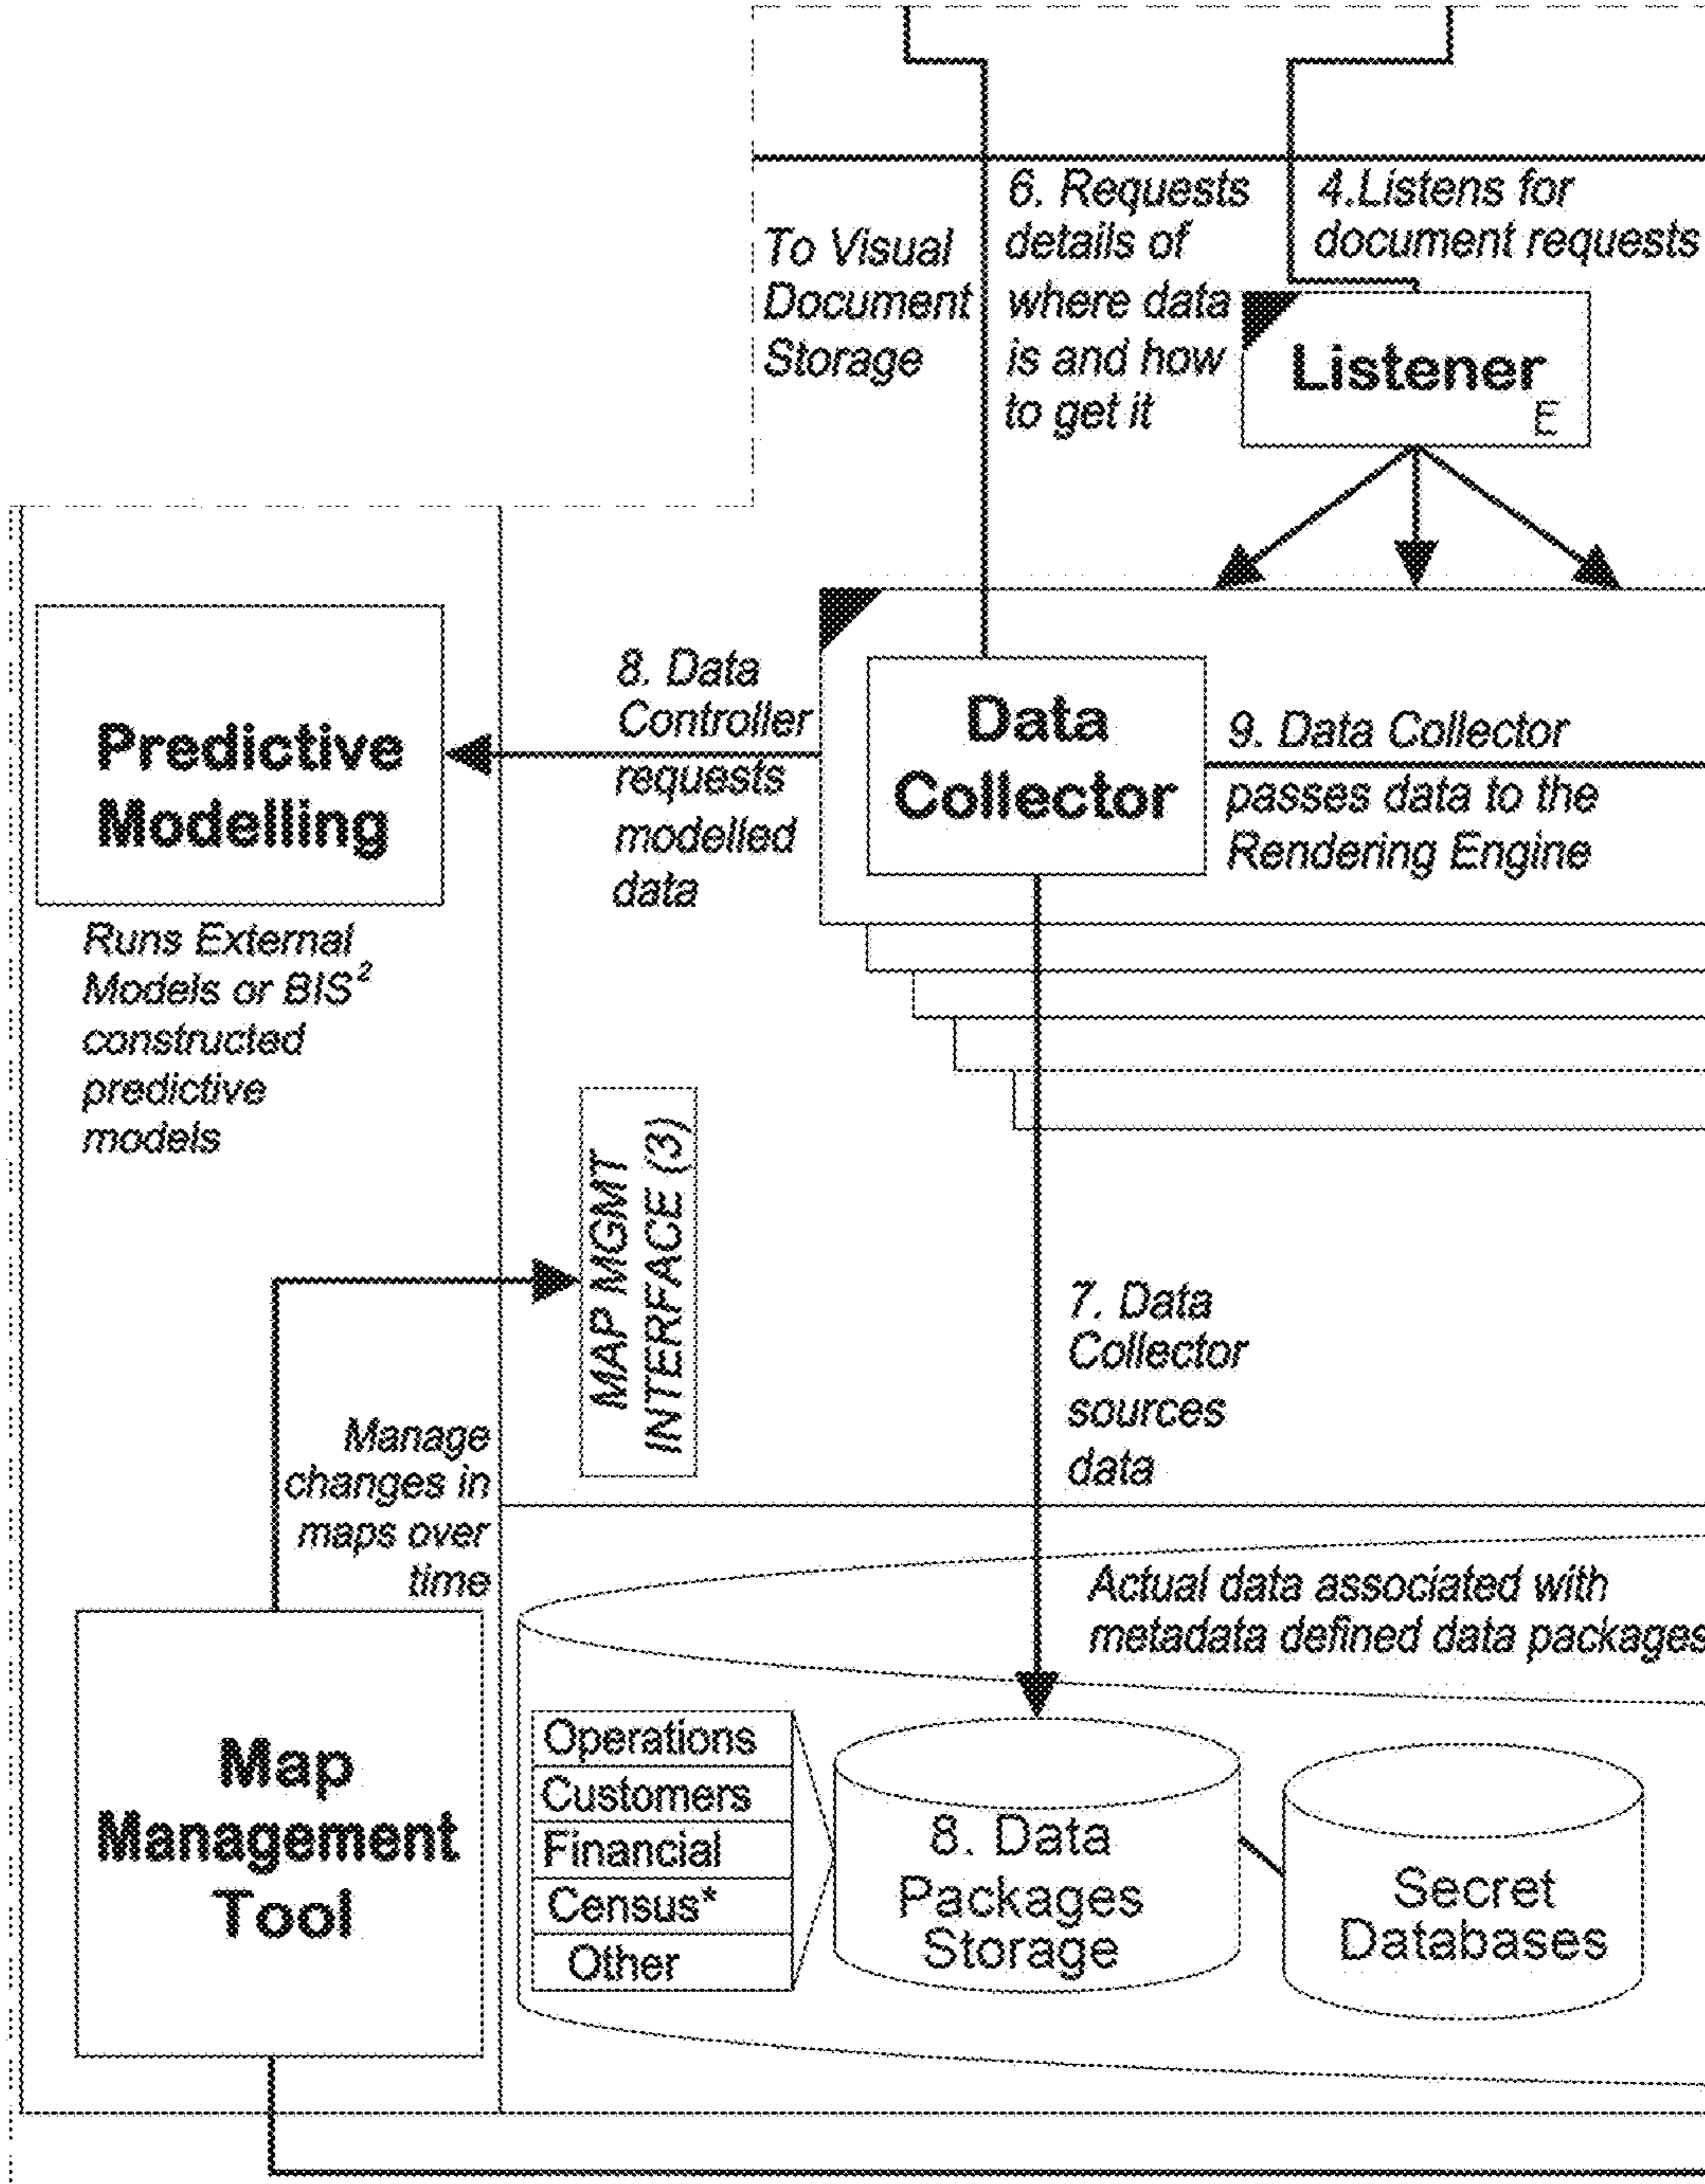 To Visual
Document
Storage
6. Requests
details of
where data
is and how
to get it
4.Listens for
document requests
Listener
E
Predictive
Modelling
Runs External
Models or BIS²
constructed
predictive
models
8. Data
Controller
requests
modelled
data
Data
Collector
9. Data Collector
passes data to the
Rendering Engine
MAP MGMT
INTERFACE (3)
7. Data
Collector
sources
data
Manage
changes in
maps over
time
Map
Management
Tool
Actual data associated with
metadata defined data packages
Operations
Customers
Financial
Census*
Other
8. Data
Packages
Storage
Secret
Databases